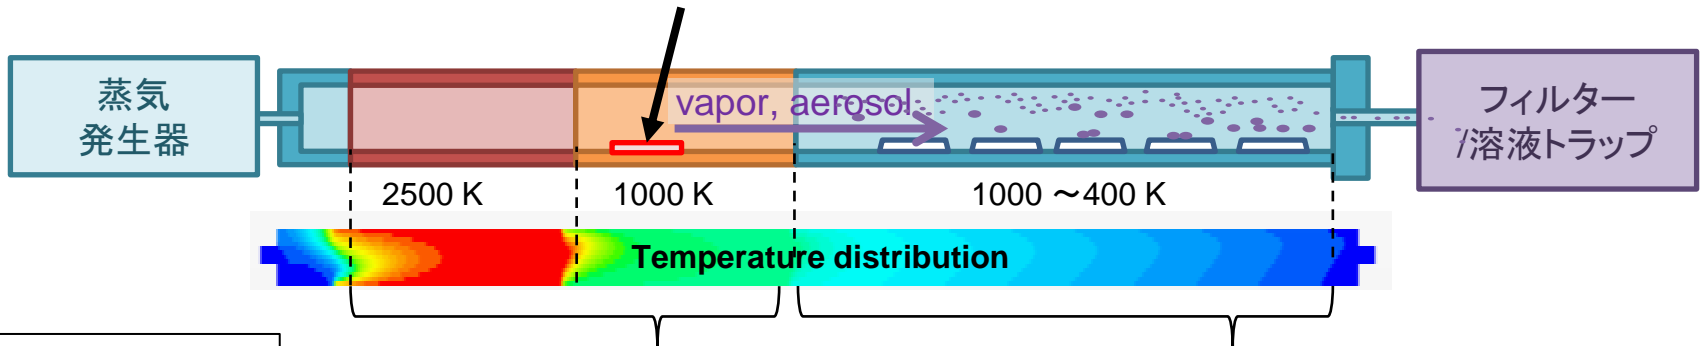 蒸気
発生器
vapor, aerosol
フィルター
/溶液トラップ
2500 K
1000 K
1000 ～400 K
Temperature distribution